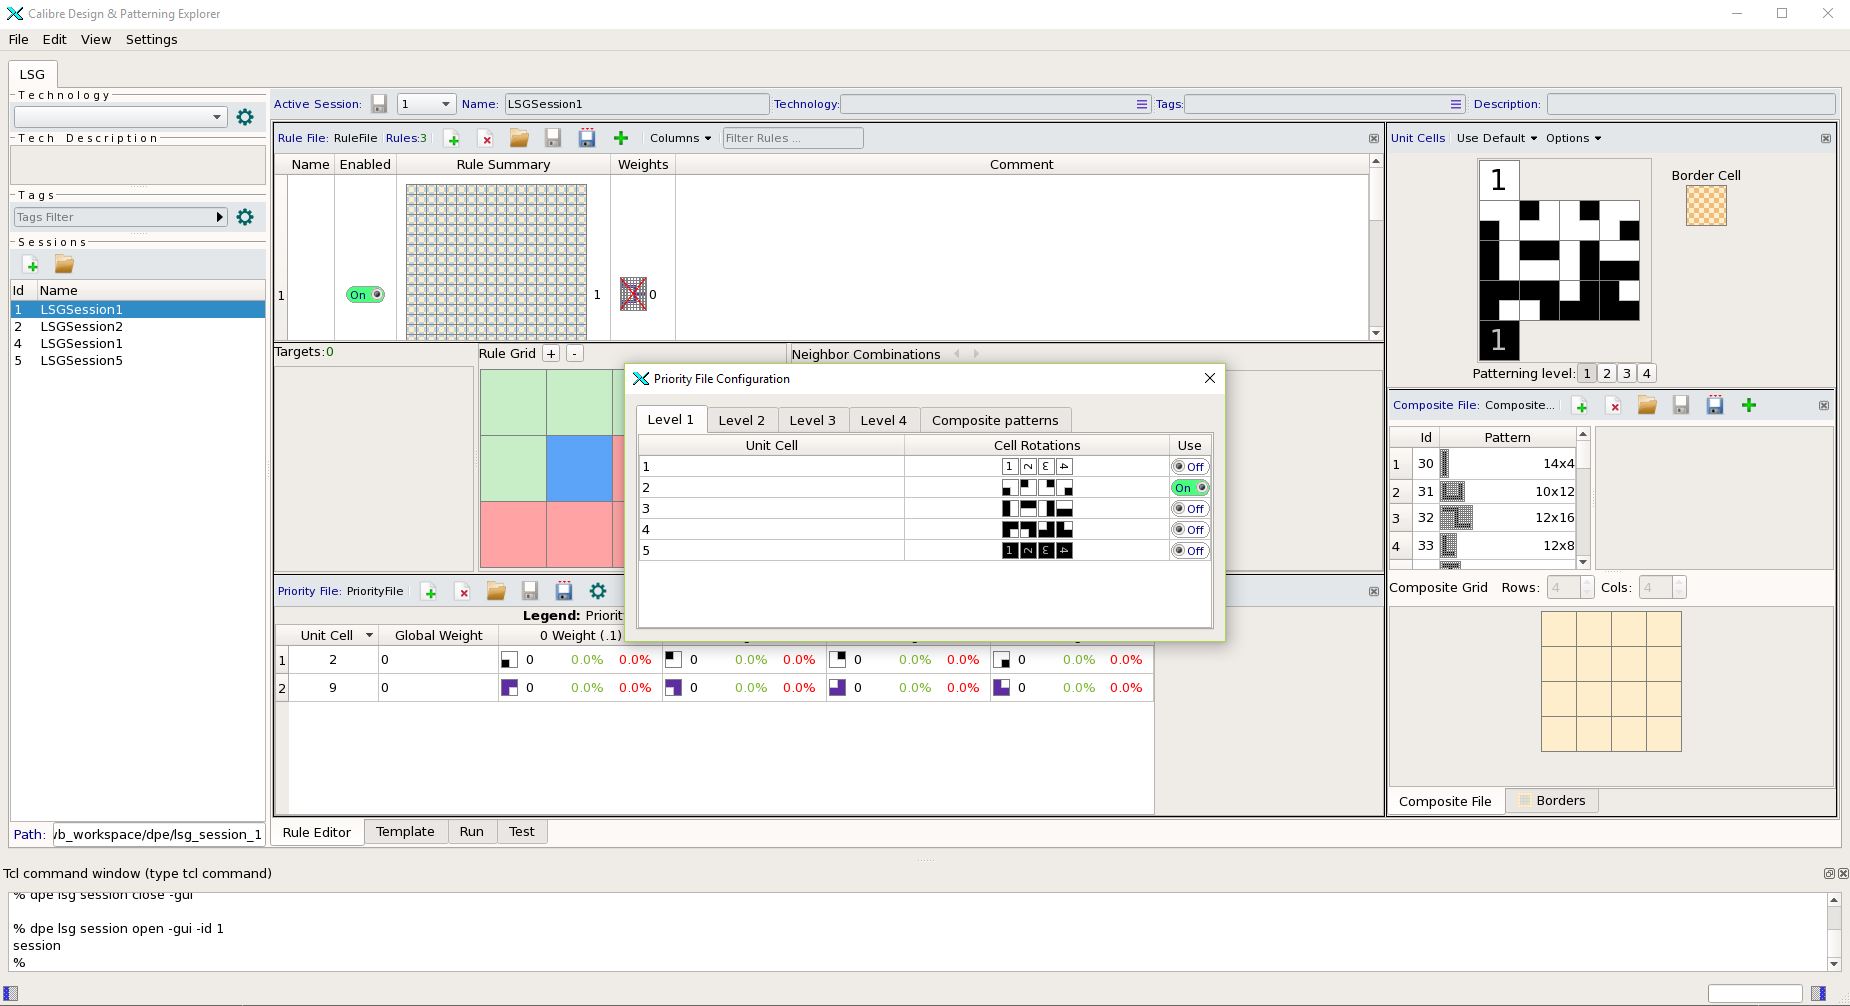 Calibre Design & Patterning Explorer
File Edit View Settings
LSG
Technology
Tech Description
Tags
Tags Filter
Sessions
Id Name
1 LSGSession1
2 LSGSession2
4 LSGSession1
5 LSGSession5
Path: /b_workspace/dpe/lsg_session_1
Active Session: 1 Name: LSGSession1 Technology: Tags: Description:
Rule File: RuleFile Rules:3 Columns Filter Rules ...
Name Enabled Rule Summary Weights Comment
1 On 1 0
Targets:0 Rule Grid + - Neighbor Combinations
Priority File Configuration
Level 1 Level 2 Level 3 Level 4 Composite patterns
Unit Cell Cell Rotations Use
1 1 2 3 4 Off
2 On
3 Off
4 Off
5 1 2 3 4 Off
Priority File: PriorityFile
Legend: Priorit
Unit Cell Global Weight 0 Weight (.1)
1 2 0 0 0.0% 0.0% 0 0.0% 0.0% 0 0.0% 0.0% 0 0.0% 0.0%
2 9 0 0 0.0% 0.0% 0 0.0% 0.0% 0 0.0% 0.0% 0 0.0% 0.0%
Rule Editor Template Run Test
Unit Cells Use Default Options
1
Border Cell
1
Patterning level: 1 2 3 4
Composite File: Composite...
Id Pattern
1 30 14x4
2 31 10x12
3 32 12x16
4 33 12x8
Composite Grid Rows: 4 Cols: 4
Composite File Borders
Tcl command window (type tcl command)
% dpe lsg session close -gui
% dpe lsg session open -gui -id 1
session
%